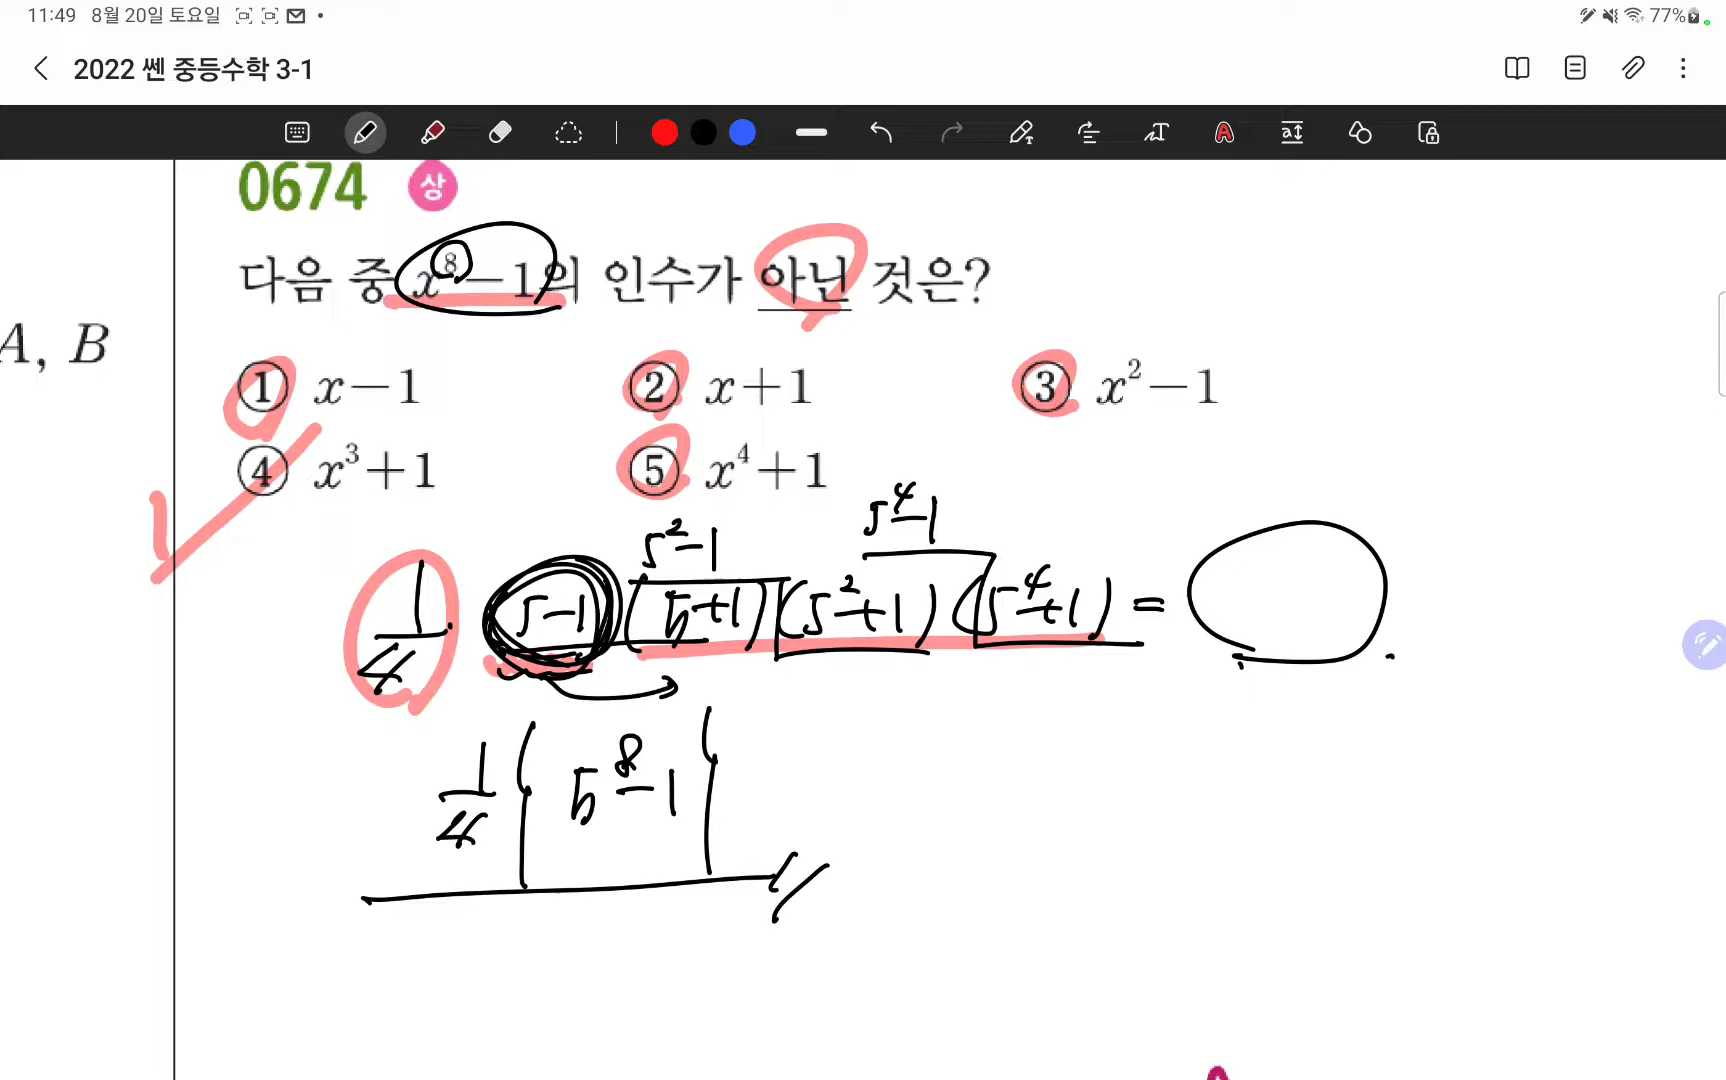 11:49 8월 20일 토요일 77%
2022 쎈 중등수학 3-1
0674 상
다음 중 x⁸−1의 인수가 아닌 것은?
A, B
① x−1 ② x+1 ③ x²−1
④ x³+1 ⑤ x⁴+1
5²−1 5⁴−1
1/4 (5−1)(5+1)(5²+1)(5⁴+1) =
1/4 (5⁸−1)